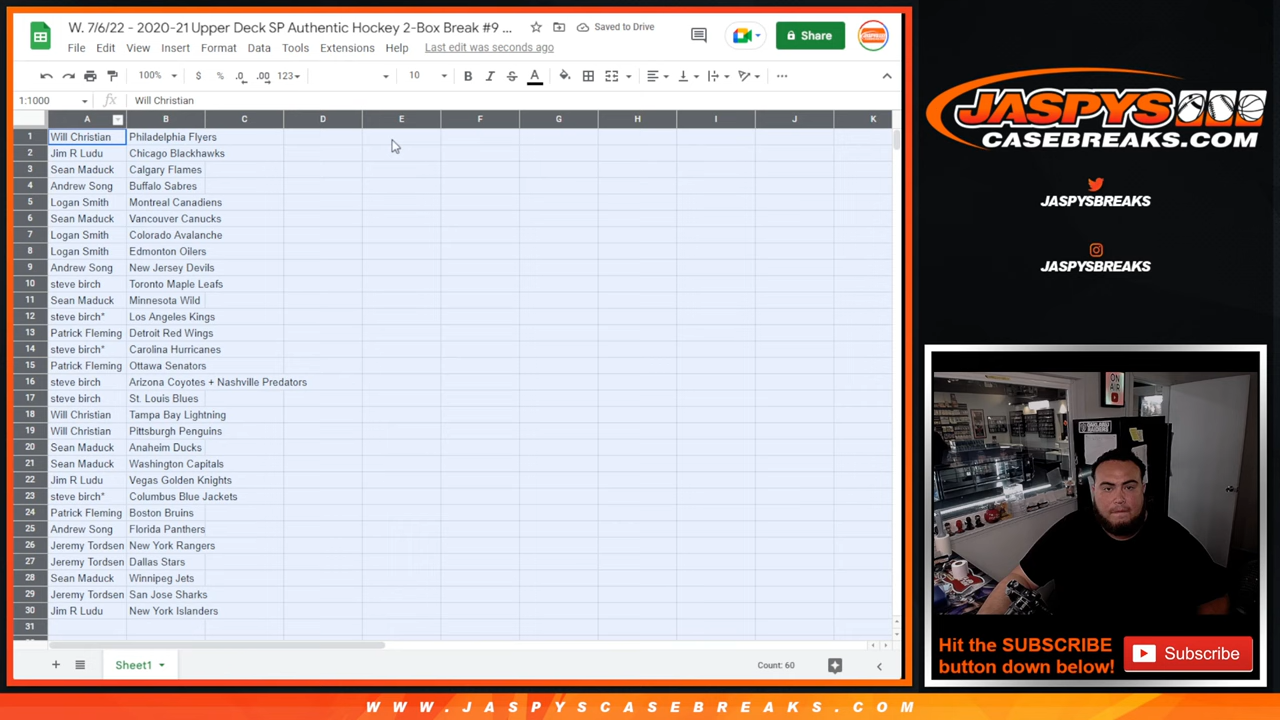 W. 7/6/22 - 2020-21 Upper Deck SP Authentic Hockey 2-Box Break #9 ...
Saved to Drive
Share
File Edit View Insert Format Data Tools Extensions Help Last edit was seconds ago
100% $ % .0 .00 123 10 B I S A
1:1000 fx Will Christian
A B C D E F G H I J K
1 Will Christian Philadelphia Flyers
2 Jim R Ludu Chicago Blackhawks
3 Sean Maduck Calgary Flames
4 Andrew Song Buffalo Sabres
5 Logan Smith Montreal Canadiens
6 Sean Maduck Vancouver Canucks
7 Logan Smith Colorado Avalanche
8 Logan Smith Edmonton Oilers
9 Andrew Song New Jersey Devils
10 steve birch Toronto Maple Leafs
11 Sean Maduck Minnesota Wild
12 steve birch* Los Angeles Kings
13 Patrick Fleming Detroit Red Wings
14 steve birch* Carolina Hurricanes
15 Patrick Fleming Ottawa Senators
16 steve birch Arizona Coyotes + Nashville Predators
17 steve birch St. Louis Blues
18 Will Christian Tampa Bay Lightning
19 Will Christian Pittsburgh Penguins
20 Sean Maduck Anaheim Ducks
21 Sean Maduck Washington Capitals
22 Jim R Ludu Vegas Golden Knights
23 steve birch* Columbus Blue Jackets
24 Patrick Fleming Boston Bruins
25 Andrew Song Florida Panthers
26 Jeremy Tordsen New York Rangers
27 Jeremy Tordsen Dallas Stars
28 Sean Maduck Winnipeg Jets
29 Jeremy Tordsen San Jose Sharks
30 Jim R Ludu New York Islanders
31
Sheet1
Count: 60
JASPYS
CASEBREAKS.COM
JASPYSBREAKS
JASPYSBREAKS
ON
AIR
Hit the SUBSCRIBE
button down below!
Subscribe
WWW.JASPYSCASEBREAKS.COM